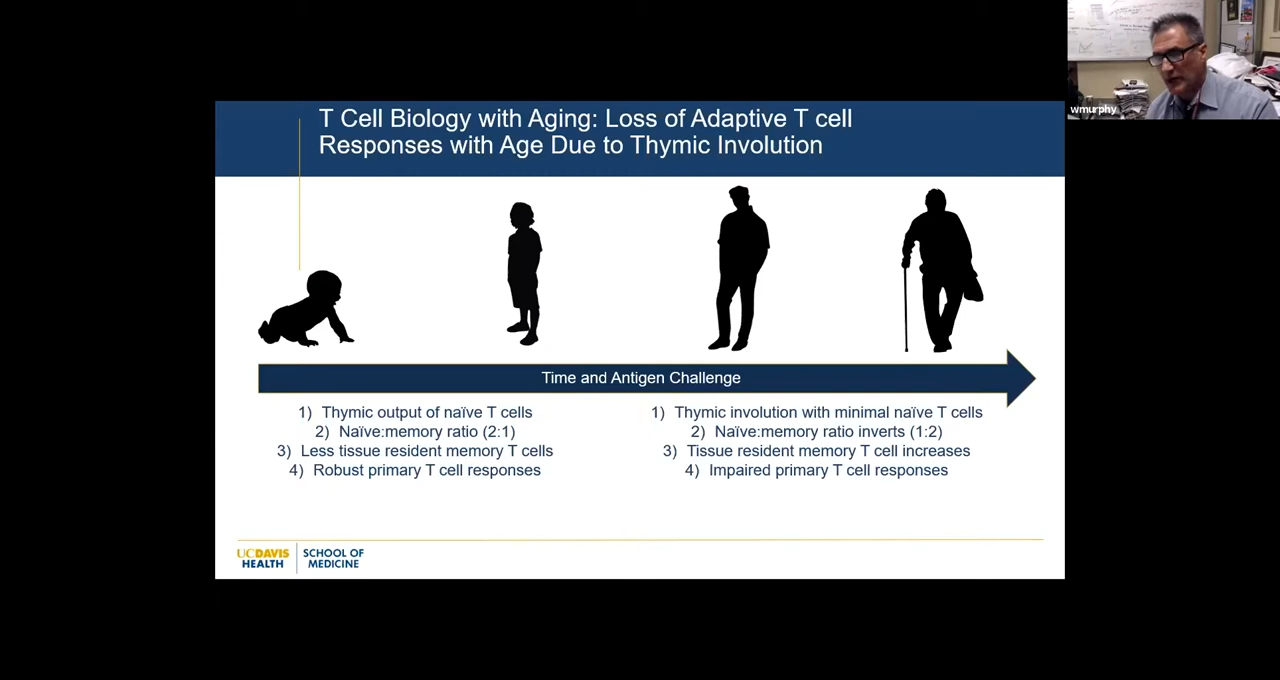 wmurphy
T Cell Biology with Aging: Loss of Adaptive T cell
Responses with Age Due to Thymic Involution
Time and Antigen Challenge
1) Thymic output of naïve T cells
2) Naïve:memory ratio (2:1)
3) Less tissue resident memory T cells
4) Robust primary T cell responses
1) Thymic involution with minimal naïve T cells
2) Naïve:memory ratio inverts (1:2)
3) Tissue resident memory T cell increases
4) Impaired primary T cell responses
UCDAVIS
HEALTH
SCHOOL OF
MEDICINE